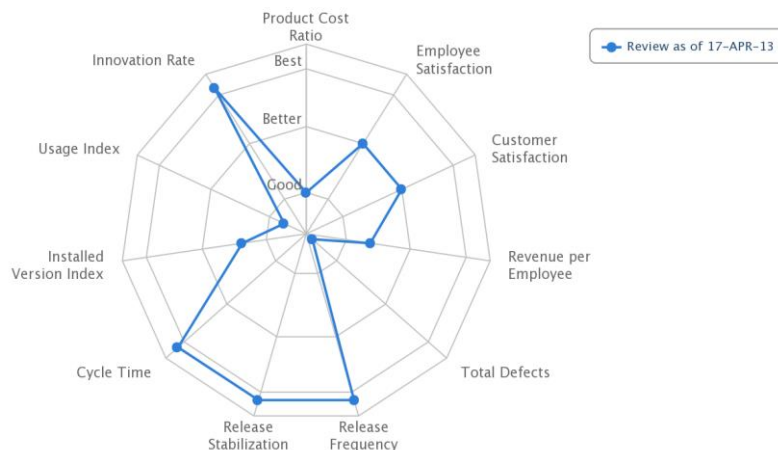 Product Cost
Ratio
Best
Better
Good
Employee
Satisfaction
Customer
Satisfaction
Revenue per
Employee
Total Defects
Release
Frequency
Release
Stabilization
Cycle Time
Installed
Version Index
Usage Index
Innovation Rate
Review as of 17-APR-13